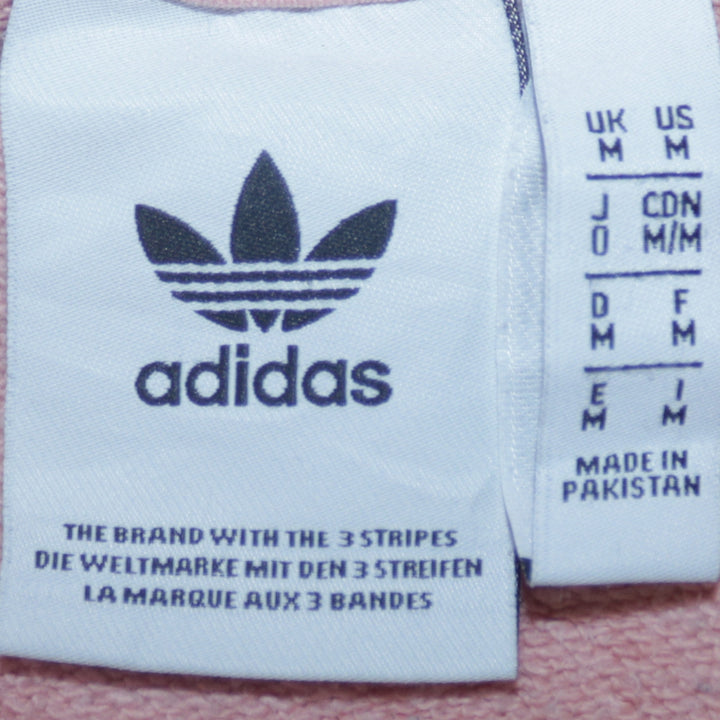 adidas
THE BRAND WITH THE 3 STRIPES
DIE WELTMARKE MIT DEN 3 STREIFEN
LA MARQUE AUX 3 BANDES
UK US
M M
J CDN
O M/M
D F
M M
E I
M M
MADE IN
PAKISTAN